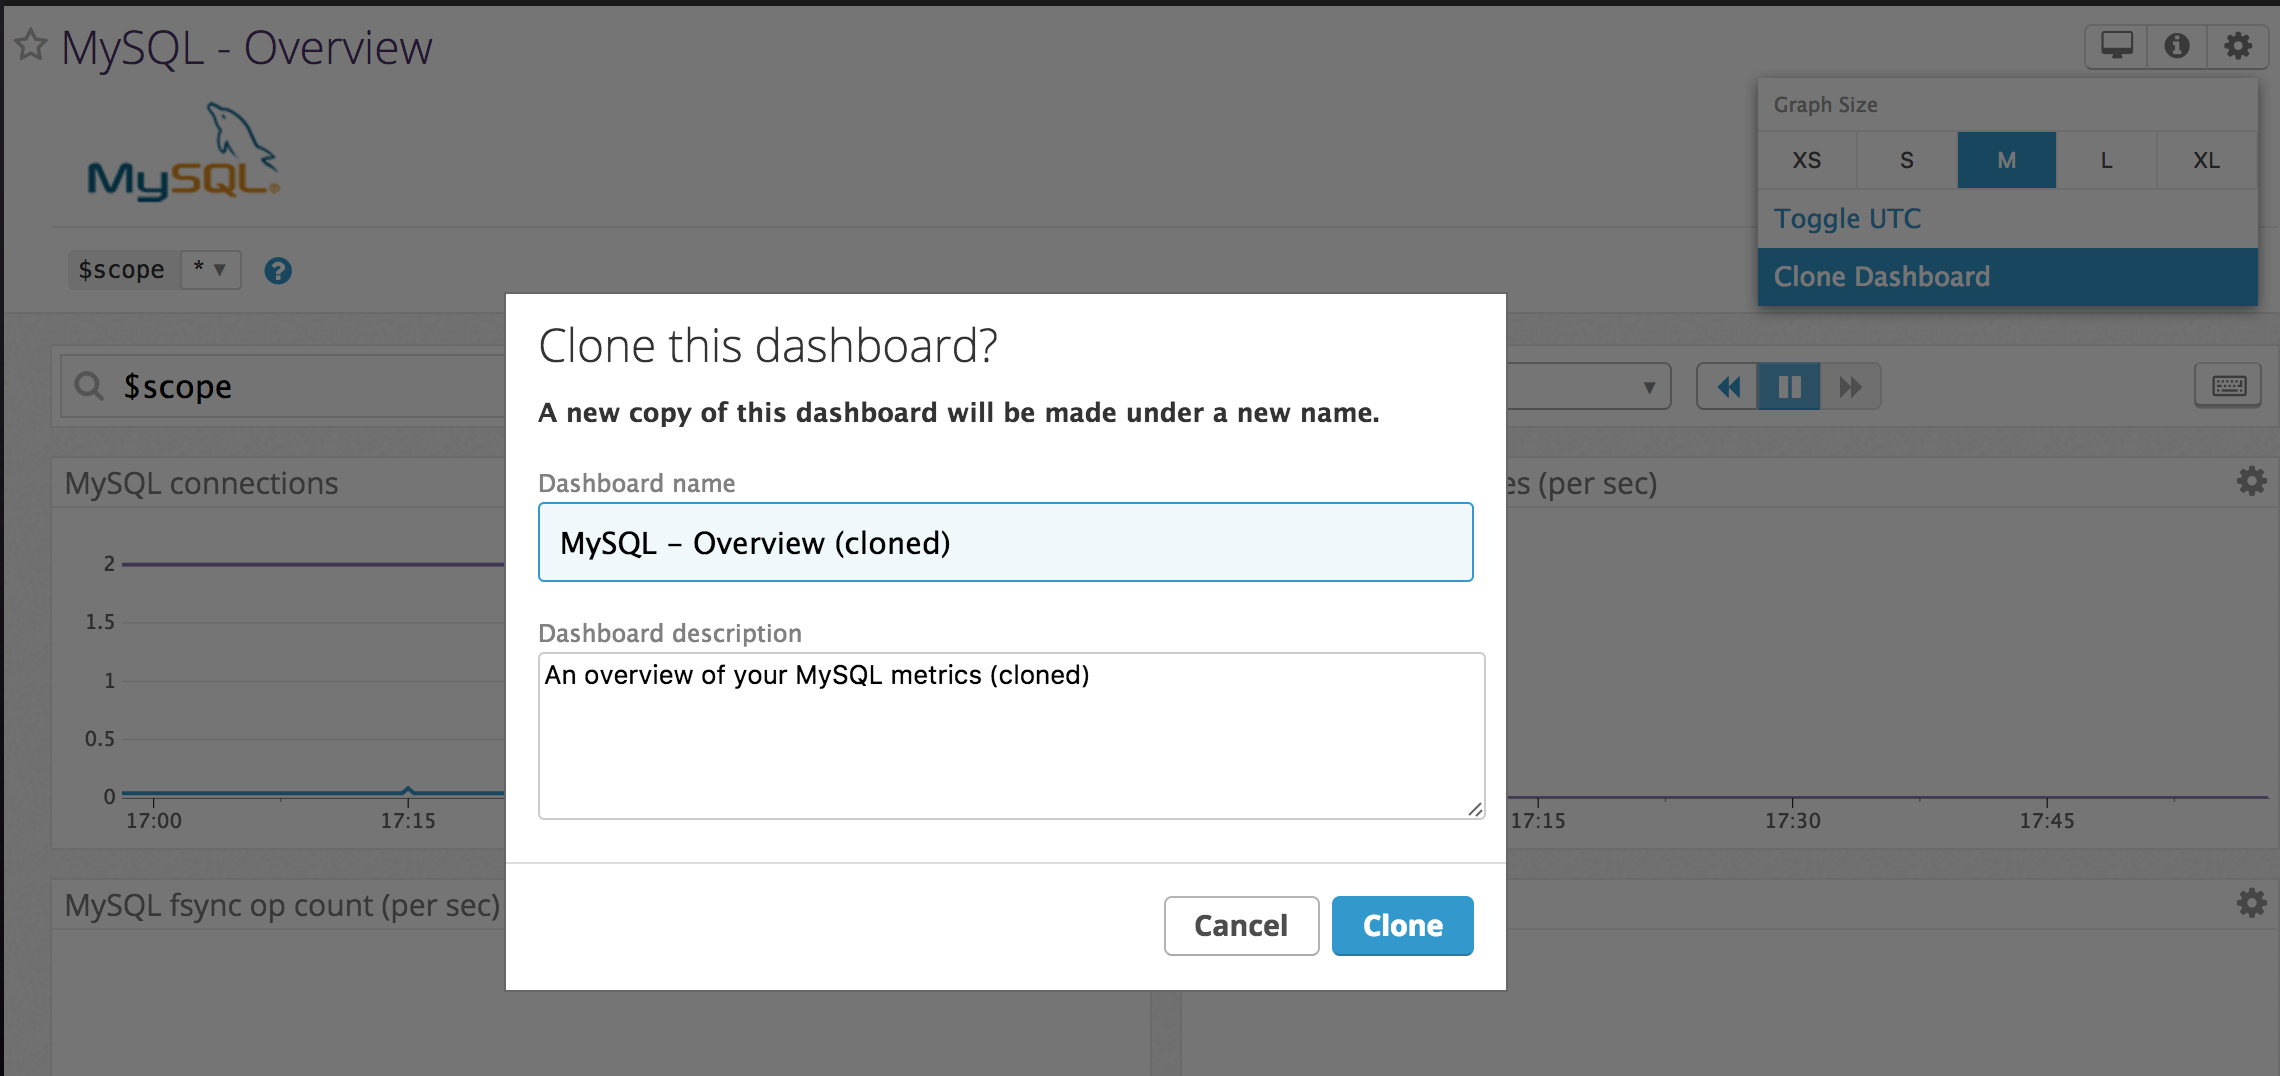 MySQL - Overview
Graph Size
XS S M L XL
Toggle UTC
Clone Dashboard
MySQL®
$scope * ▼
?
$scope
Clone this dashboard?
A new copy of this dashboard will be made under a new name.
Dashboard name
MySQL – Overview (cloned)
Dashboard description
An overview of your MySQL metrics (cloned)
Cancel Clone
MySQL connections
2
1.5
1
0.5
0
17:00 17:15
(per sec)
17:15 17:30 17:45
MySQL fsync op count (per sec)